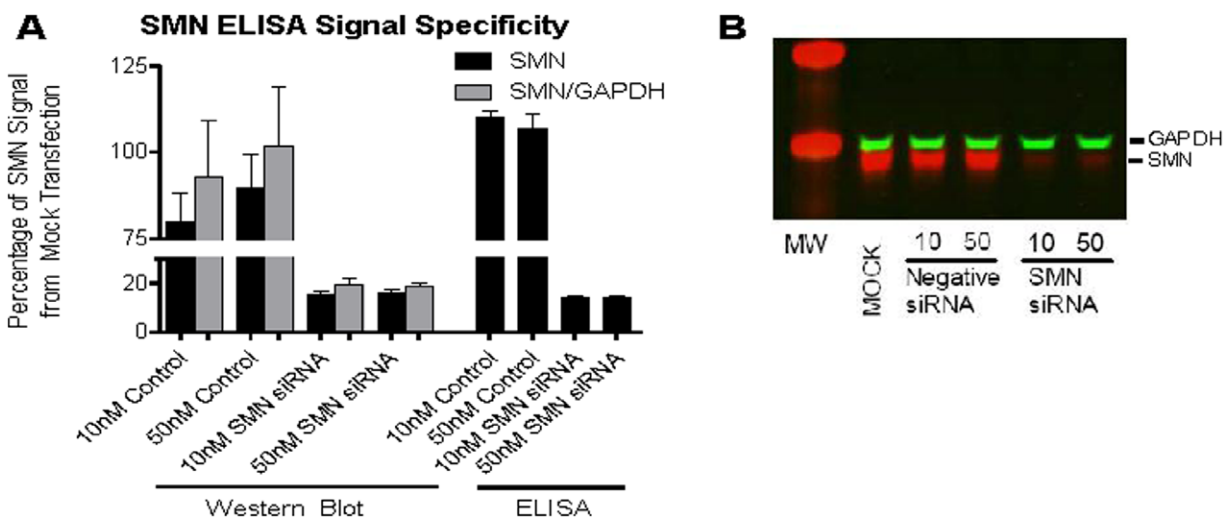 A
SMN ELISA Signal Specificity
Percentage of SMN Signal
from Mock Transfection
125
100
75
20
0
SMN
SMN/GAPDH
10nM Control
50nM Control
10nM SMN siRNA
50nM SMN siRNA
10nM Control
50nM Control
10nM SMN siRNA
50nM SMN siRNA
Western Blot
ELISA
B
GAPDH
SMN
MW
MOCK
10 50 10 50
Negative siRNA
SMN siRNA